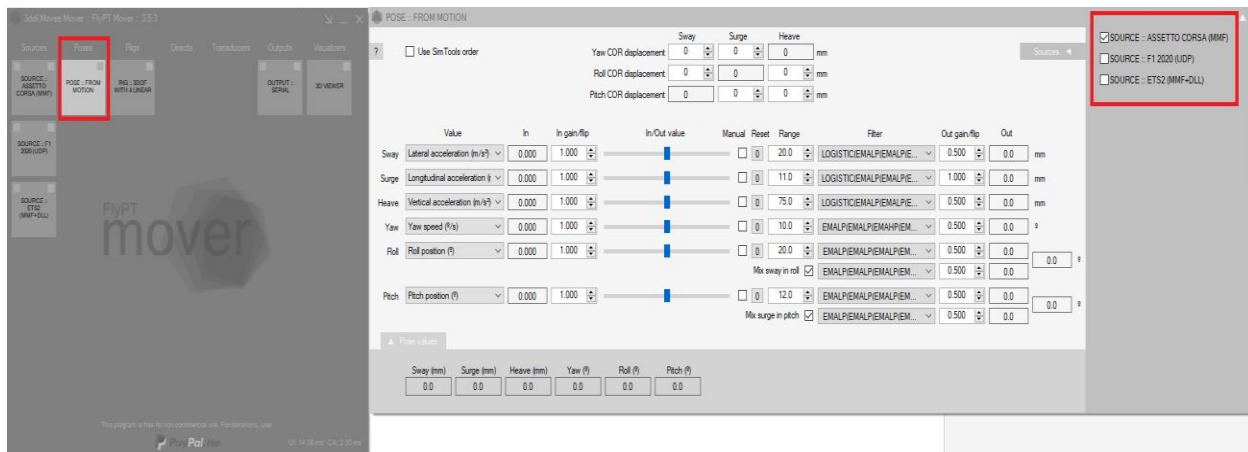 3dof Movee.Mover :: FlyPT Mover :: 3.5.3
Sources Poses Rigs Directs Transducers Outputs Visualizers
SOURCE :: ASSETTO CORSA (MMF)
POSE :: FROM MOTION
RIG :: 3DOF WITH 4 LINEAR
OUTPUT :: SERIAL
3D VIEWER
SOURCE :: F1 2020 (UDP)
SOURCE :: ETS2 (MMF+DLL)
FlyPT
mover
This program is free for non commercial use. For donations, use:
PayPal.Me
UI: 14.08 ms CA: 2.00 ms
POSE :: FROM MOTION
? Use SimTools order
Sway Surge Heave
Yaw COR displacement 0 0 0 mm
Roll COR displacement 0 0 0 mm
Pitch COR displacement 0 0 0 mm
Sources
Value In In gain/flip In/Out value Manual Reset Range Filter Out gain/flip Out
Sway Lateral acceleration (m/s²) 0.000 1.000 0 20.0 LOGISTIC(EMALP(EMALP(E... 0.500 0.0 mm
Surge Longitudinal acceleration (r 0.000 1.000 0 11.0 LOGISTIC(EMALP(EMALP(E... 1.000 0.0 mm
Heave Vertical acceleration (m/s²) 0.000 1.000 0 75.0 LOGISTIC(EMALP(EMALP(E... 0.500 0.0 mm
Yaw Yaw speed (º/s) 0.000 1.000 0 10.0 EMALP(EMALP(EMAHP(EM... 0.500 0.0 º
Roll Roll position (º) 0.000 1.000 0 20.0 EMALP(EMALP(EMALP(EM... 0.500 0.0 0.0 º
Mix sway in roll EMALP(EMALP(EMALP(EM... 0.500 0.0
Pitch Pitch position (º) 0.000 1.000 0 12.0 EMALP(EMALP(EMALP(EM... 0.500 0.0 0.0 º
Mix surge in pitch EMALP(EMALP(EMALP(EM... 0.500 0.0
Pose values
Sway (mm) Surge (mm) Heave (mm) Yaw (º) Roll (º) Pitch (º)
0.0 0.0 0.0 0.0 0.0 0.0
SOURCE :: ASSETTO CORSA (MMF)
SOURCE :: F1 2020 (UDP)
SOURCE :: ETS2 (MMF+DLL)